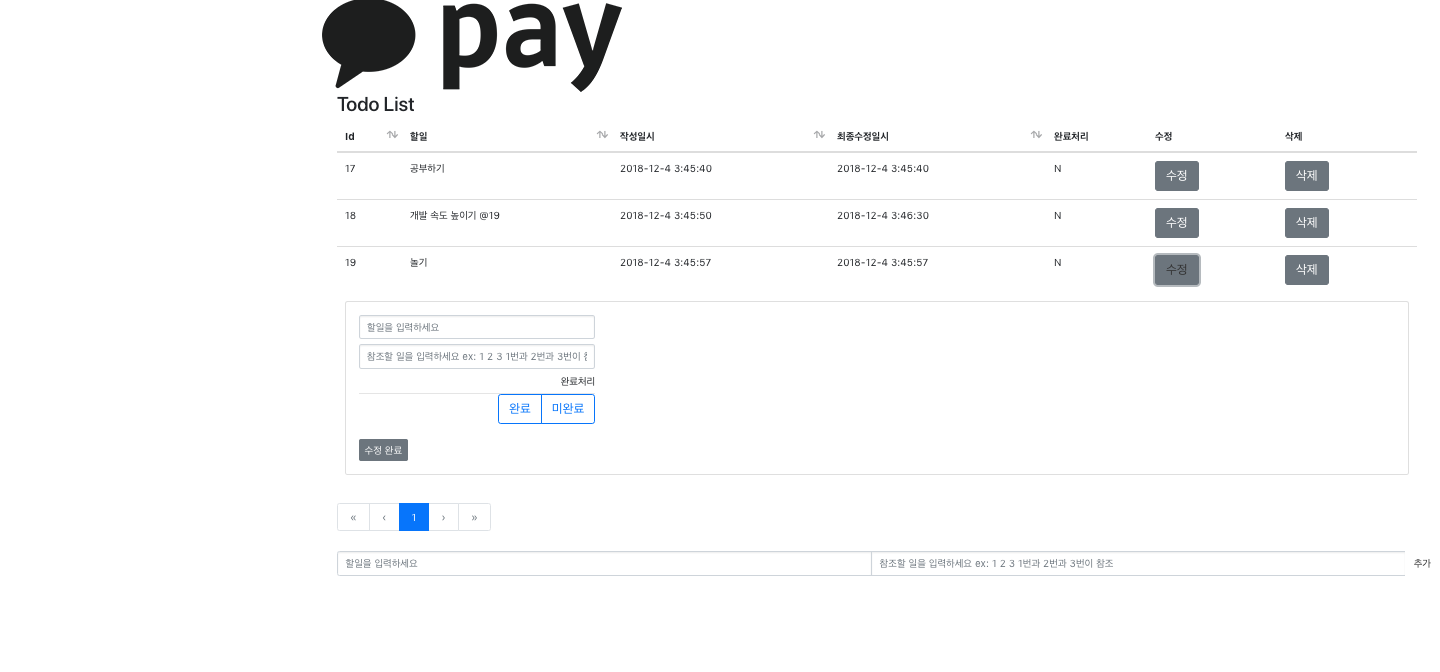 pay
Todo List
Id ⇅ 할일 ⇅ 작성일시 ⇅ 최종수정일시 ⇅ 완료처리 수정 삭제
17 공부하기 2018-12-4 3:45:40 2018-12-4 3:45:40 N 수정 삭제
18 개발 속도 높이기 @19 2018-12-4 3:45:50 2018-12-4 3:46:30 N 수정 삭제
19 놀기 2018-12-4 3:45:57 2018-12-4 3:45:57 N 수정 삭제
할일을 입력하세요
참조할 일을 입력하세요 ex: 1 2 3 1번과 2번과 3번이
완료처리
완료 미완료
수정 완료
« ‹ 1 › »
할일을 입력하세요 참조할 일을 입력하세요 ex: 1 2 3 1번과 2번과 3번이 참조 추가